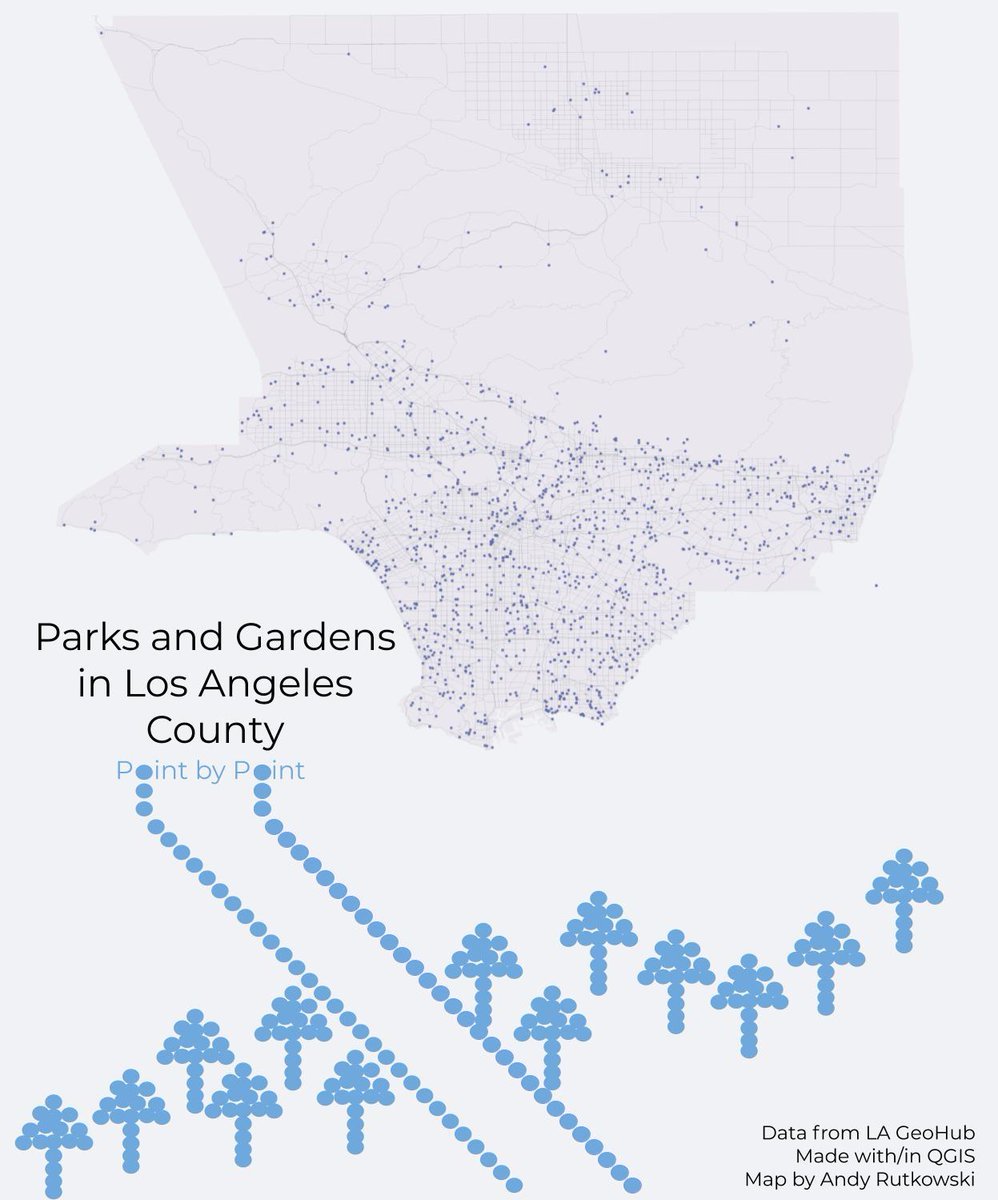 Parks and Gardens
in Los Angeles
County
Point by Point
Data from LA GeoHub
Made with/in QGIS
Map by Andy Rutkowski